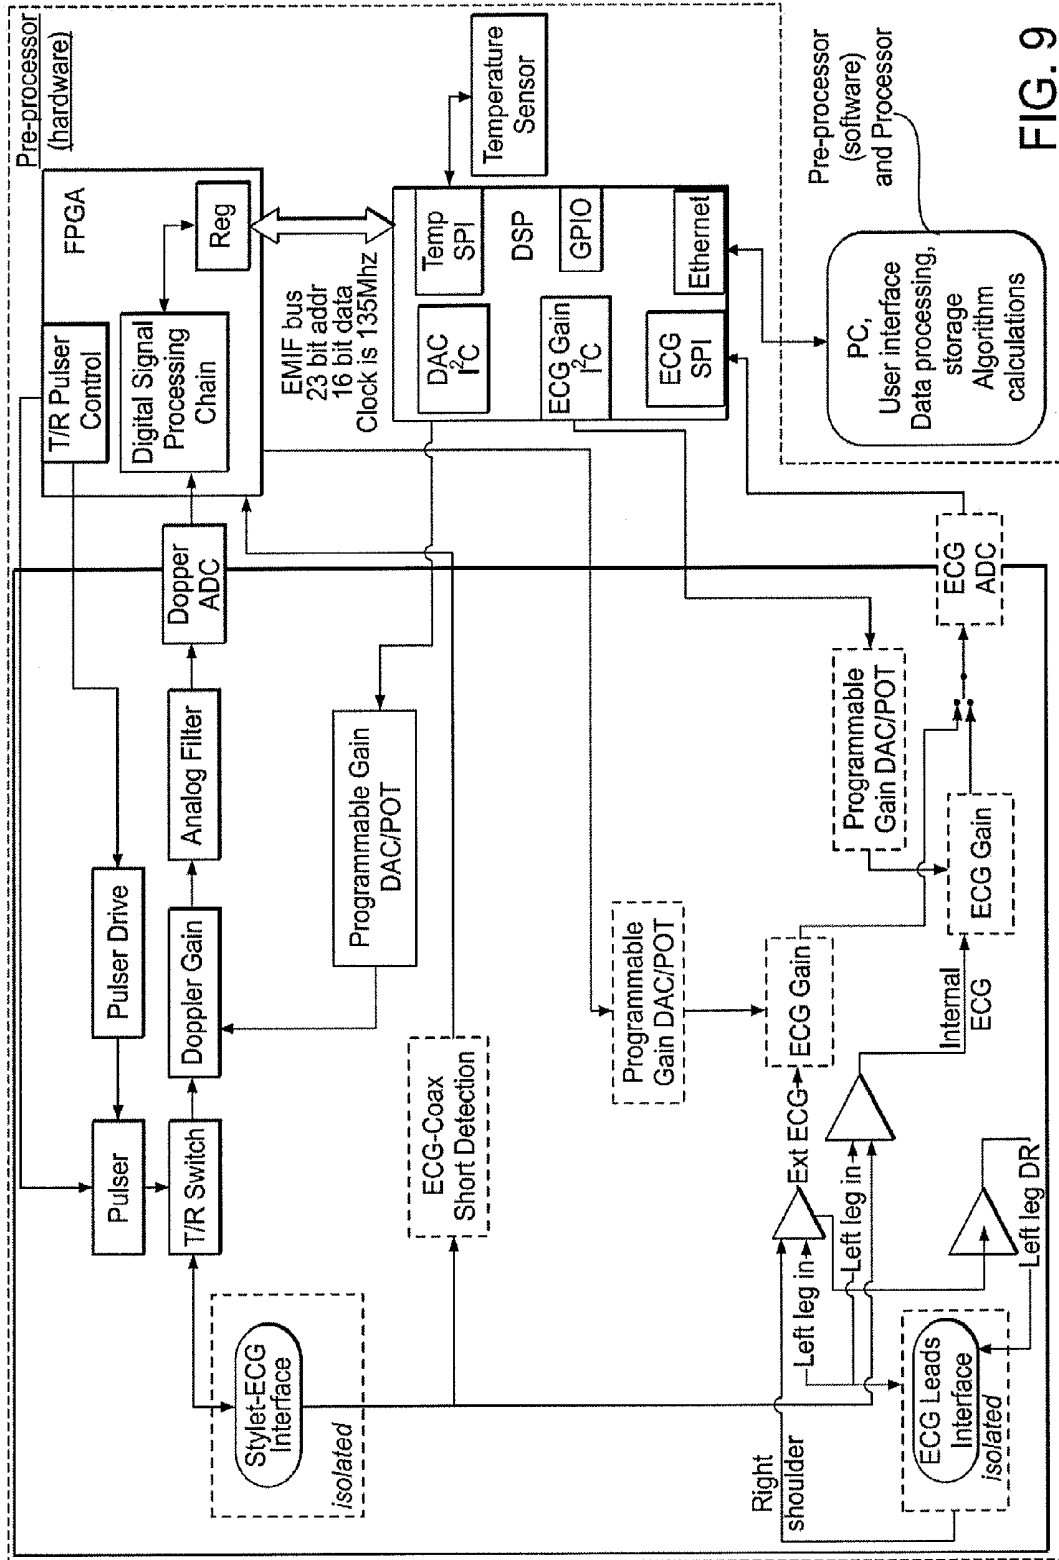 Pre-processor
(hardware)
FPGA
T/R Pulser
Control
Digital Signal
Processing
Chain
Reg
EMIF bus
23 bit addr
16 bit data
Clock is 135Mhz
Temp
SPI
DSP
GPIO
Ethernet
DAC
I²C
ECG Gain
I²C
ECG
SPI
Temperature
Sensor
Pre-processor
(software)
and Processor
PC,
User interface
Data processing,
storage
Algorithm
calculations
Dopper
ADC
Analog Filter
Doppler Gain
Pulser Drive
Pulser
T/R Switch
Stylet-ECG
Interface
isolated
Programmable Gain
DAC/POT
ECG-Coax
Short Detection
Programmable
Gain DAC/POT
ECG Gain
Ext ECG
Left leg in
Left leg in
Right
shoulder
Internal
ECG
Programmable
Gain DAC/POT
ECG Gain
ECG
ADC
Left leg DR
ECG Leads
Interface
isolated
FIG. 9